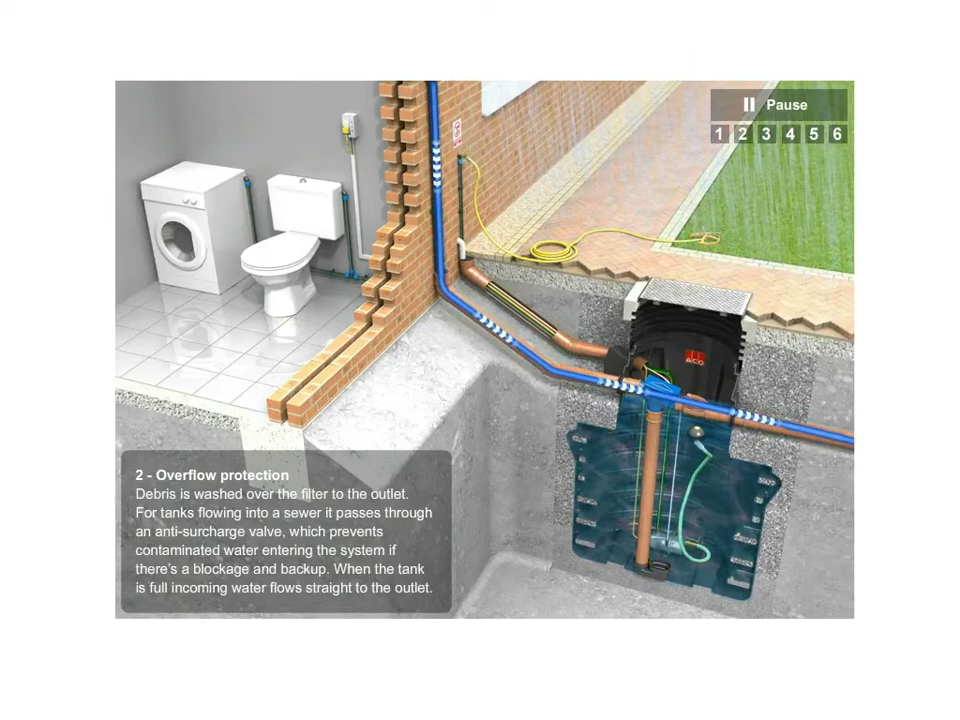 Pause
1 2 3 4 5 6
ACO
2 - Overflow protection
Debris is washed over the filter to the outlet.
For tanks flowing into a sewer it passes through
an anti-surcharge valve, which prevents
contaminated water entering the system if
there's a blockage and backup. When the tank
is full incoming water flows straight to the outlet.